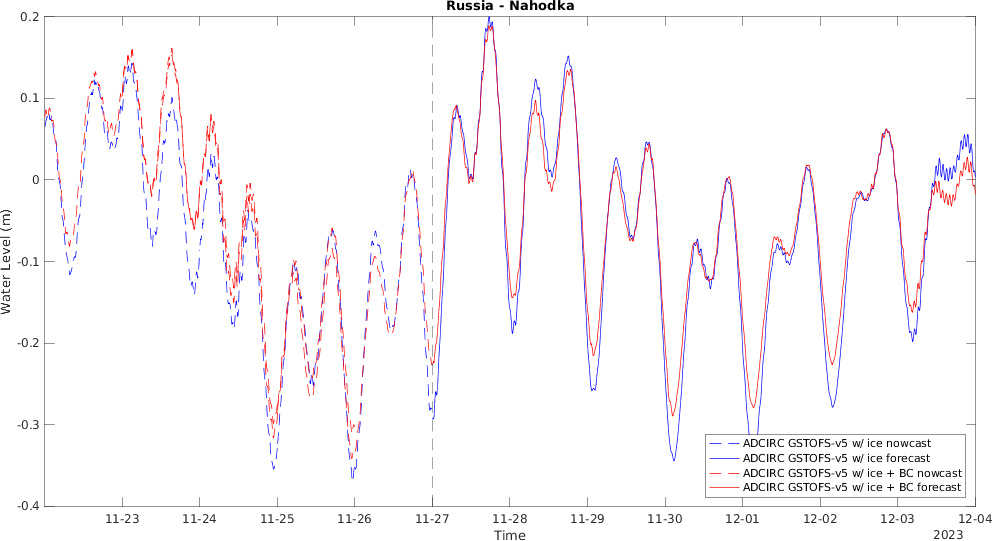 Russia - Nahodka
Water Level (m)
0.2
0.1
0
-0.1
-0.2
-0.3
-0.4
11-23 11-24 11-25 11-26 11-27 11-28 11-29 11-30 12-01 12-02 12-03 12-04
Time
2023
ADCIRC GSTOFS-v5 w/ ice nowcast
ADCIRC GSTOFS-v5 w/ ice forecast
ADCIRC GSTOFS-v5 w/ ice + BC nowcast
ADCIRC GSTOFS-v5 w/ ice + BC forecast